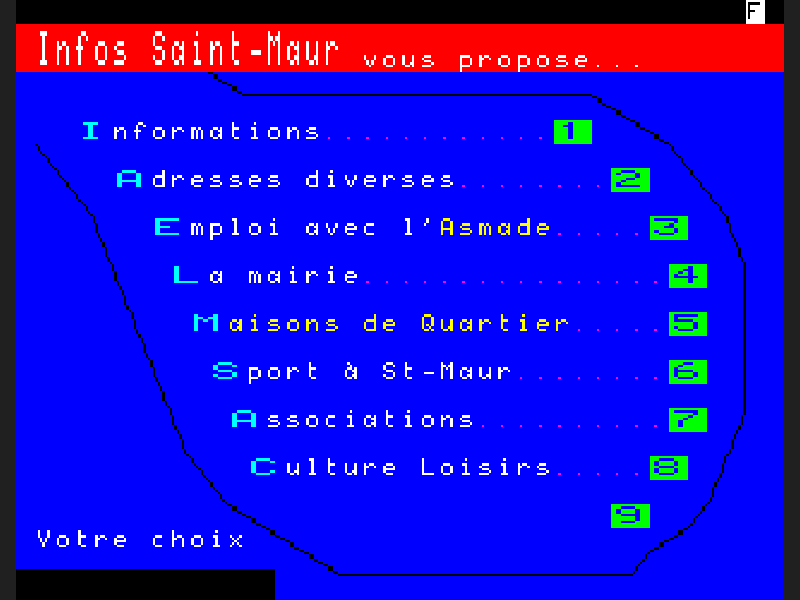 F
Infos Saint-Maur vous propose...
Informations............1
Adresses diverses........2
Emploi avec l'Asmade.....3
La mairie................4
Maisons de Quartier.....5
Sport à St-Maur........6
Associations..........7
Culture Loisirs.....8
9
Votre choix